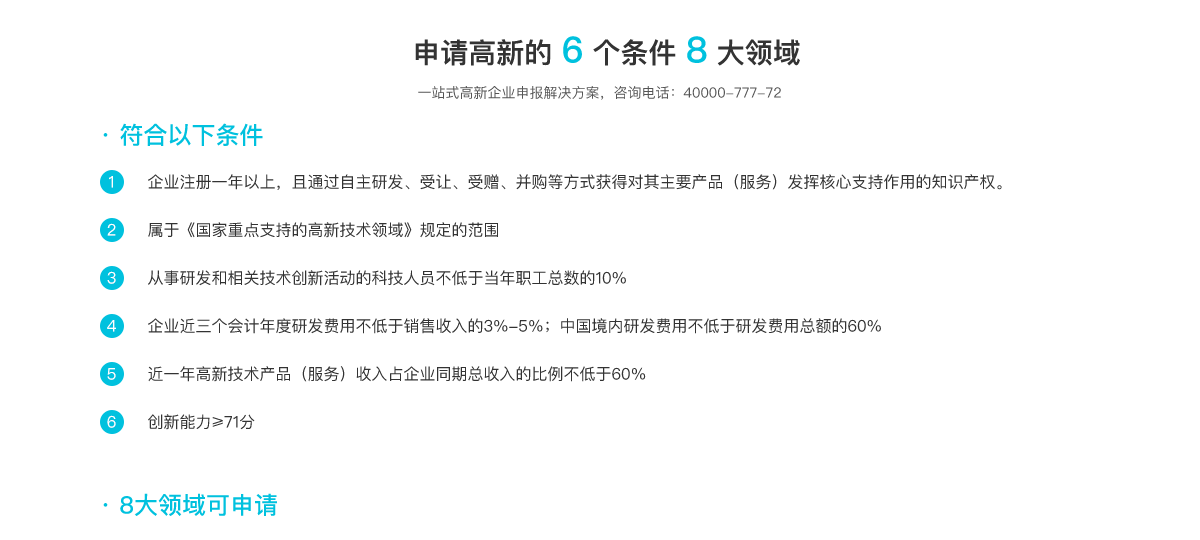 申请高新的 6 个条件 8 大领域
一站式高新企业申报解决方案，咨询电话：40000-777-72
· 符合以下条件
1 企业注册一年以上，且通过自主研发、受让、受赠、并购等方式获得对其主要产品（服务）发挥核心支持作用的知识产权。
2 属于《国家重点支持的高新技术领域》规定的范围
3 从事研发和相关技术创新活动的科技人员不低于当年职工总数的10%
4 企业近三个会计年度研发费用不低于销售收入的3%-5%；中国境内研发费用不低于研发费用总额的60%
5 近一年高新技术产品（服务）收入占企业同期总收入的比例不低于60%
6 创新能力≥71分
· 8大领域可申请